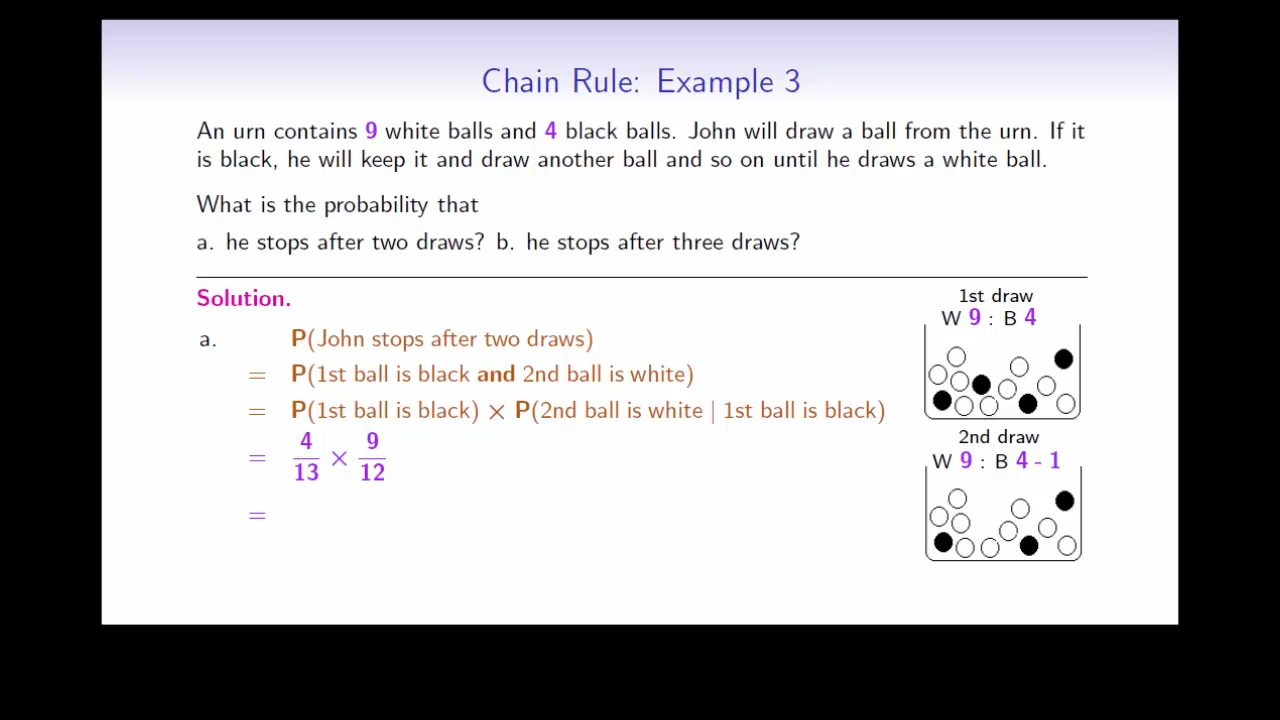 Chain Rule: Example 3
An urn contains 9 white balls and 4 black balls. John will draw a ball from the urn. If it
is black, he will keep it and draw another ball and so on until he draws a white ball.
What is the probability that
a. he stops after two draws? b. he stops after three draws?
Solution.
a. P(John stops after two draws)
= P(1st ball is black and 2nd ball is white)
= P(1st ball is black) × P(2nd ball is white | 1st ball is black)
= 4/13 × 9/12
=
1st draw
W 9 : B 4
2nd draw
W 9 : B 4 - 1